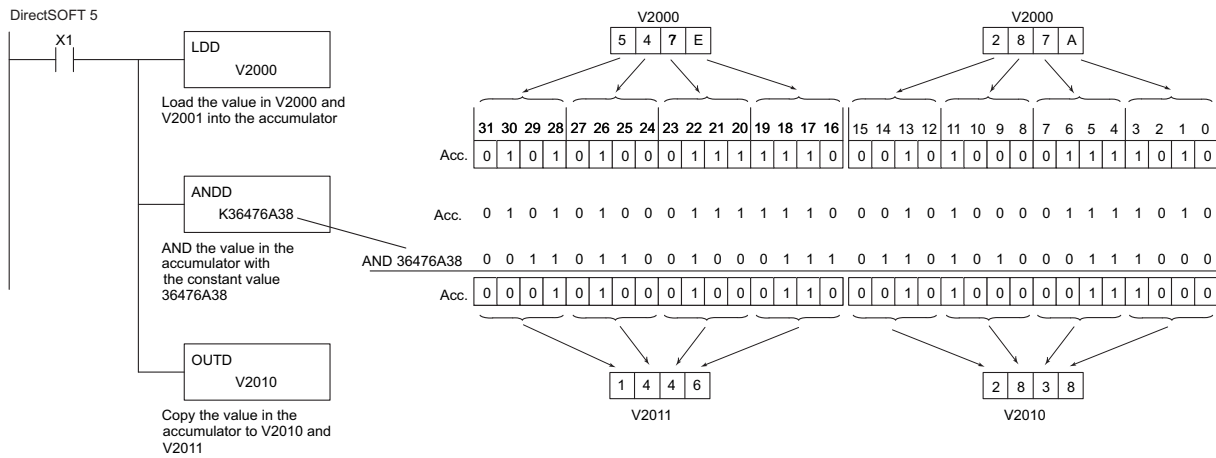 DirectSOFT 5
X1
LDD
V2000
Load the value in V2000 and
V2001 into the accumulator
ANDD
K36476A38
AND the value in the
accumulator with
the constant value
36476A38
OUTD
V2010
Copy the value in the
accumulator to V2010 and
V2011
V2000 V2000
5 4 7 E 2 8 7 A
31 30 29 28 27 26 25 24 23 22 21 20 19 18 17 16 15 14 13 12 11 10 9 8 7 6 5 4 3 2 1 0
Acc. 0 1 0 1 0 1 0 0 0 1 1 1 1 1 1 0 0 0 1 0 1 0 0 0 0 1 1 1 1 0 1 0
Acc. 0 1 0 1 0 1 0 0 0 1 1 1 1 1 1 0 0 0 1 0 1 0 0 0 0 1 1 1 1 0 1 0
AND 36476A38 0 0 1 1 0 1 1 0 0 1 0 0 0 1 1 1 0 1 1 0 1 0 1 0 0 0 1 1 1 0 0 0
Acc. 0 0 0 1 0 1 0 0 0 1 0 0 0 1 1 0 0 0 1 0 1 0 0 0 0 0 1 1 1 0 0 0
1 4 4 6 2 8 3 8
V2011 V2010